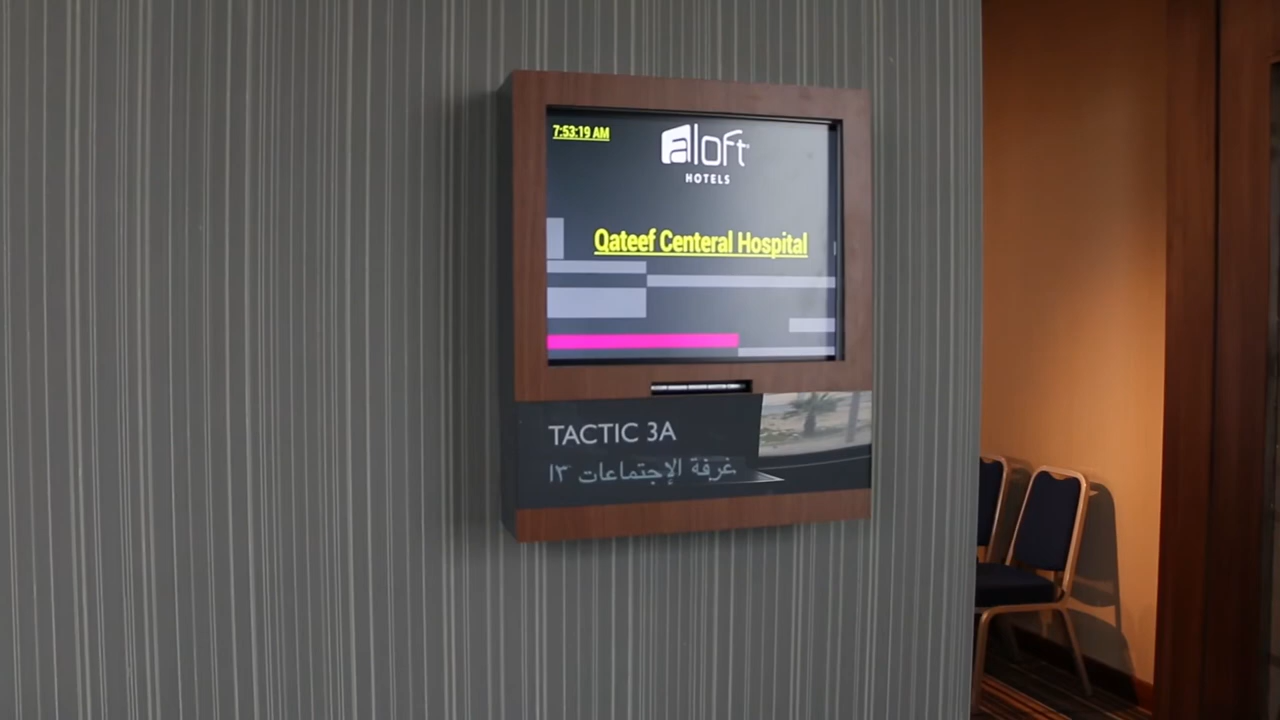 7:53:19 AM
aloft
HOTELS
Qateef Centeral Hospital
TACTIC 3A
غرفة الإجتماعات ١٣